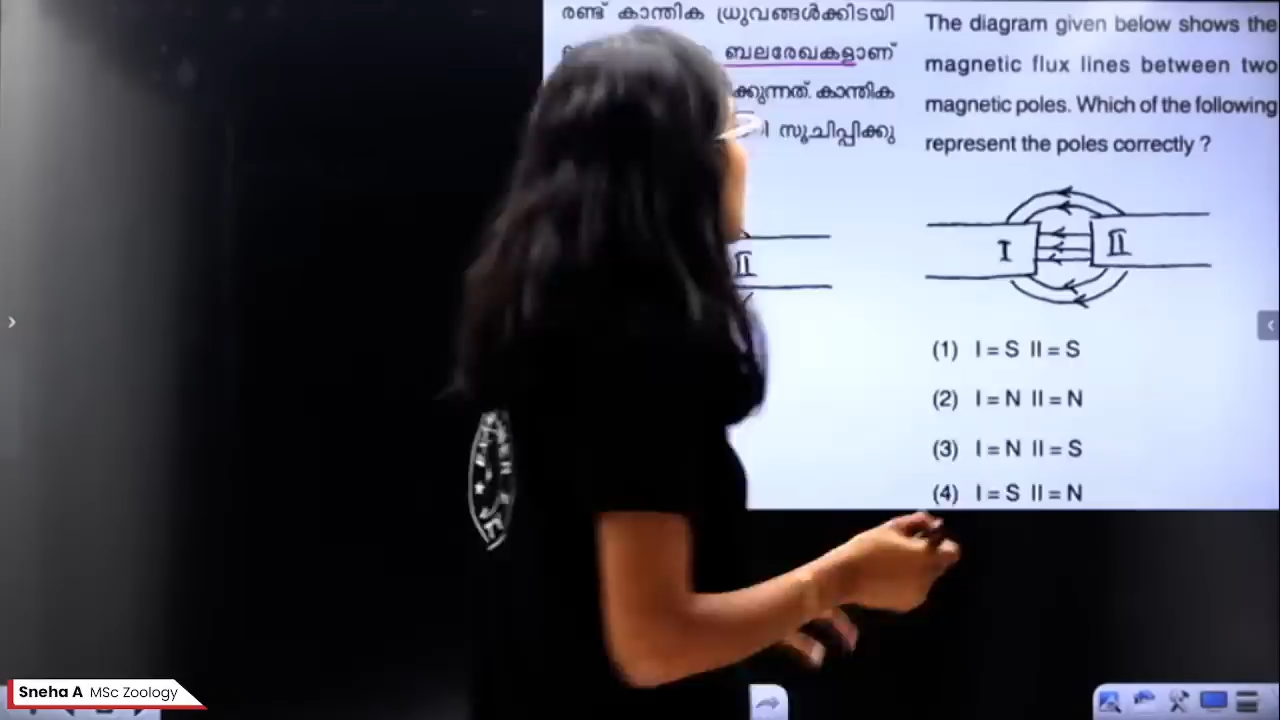 രണ്ട് കാന്തിക ധ്രുവങ്ങൾക്കിടയി
ബലരേഖകളാണ്
ക്കുന്നത്. കാന്തിക
സൂചിപ്പിക്കു
II
The diagram given below shows the
magnetic flux lines between two
magnetic poles. Which of the following
represent the poles correctly ?
I II
(1) I = S II = S
(2) I = N II = N
(3) I = N II = S
(4) I = S II = N
Sneha A MSc Zoology